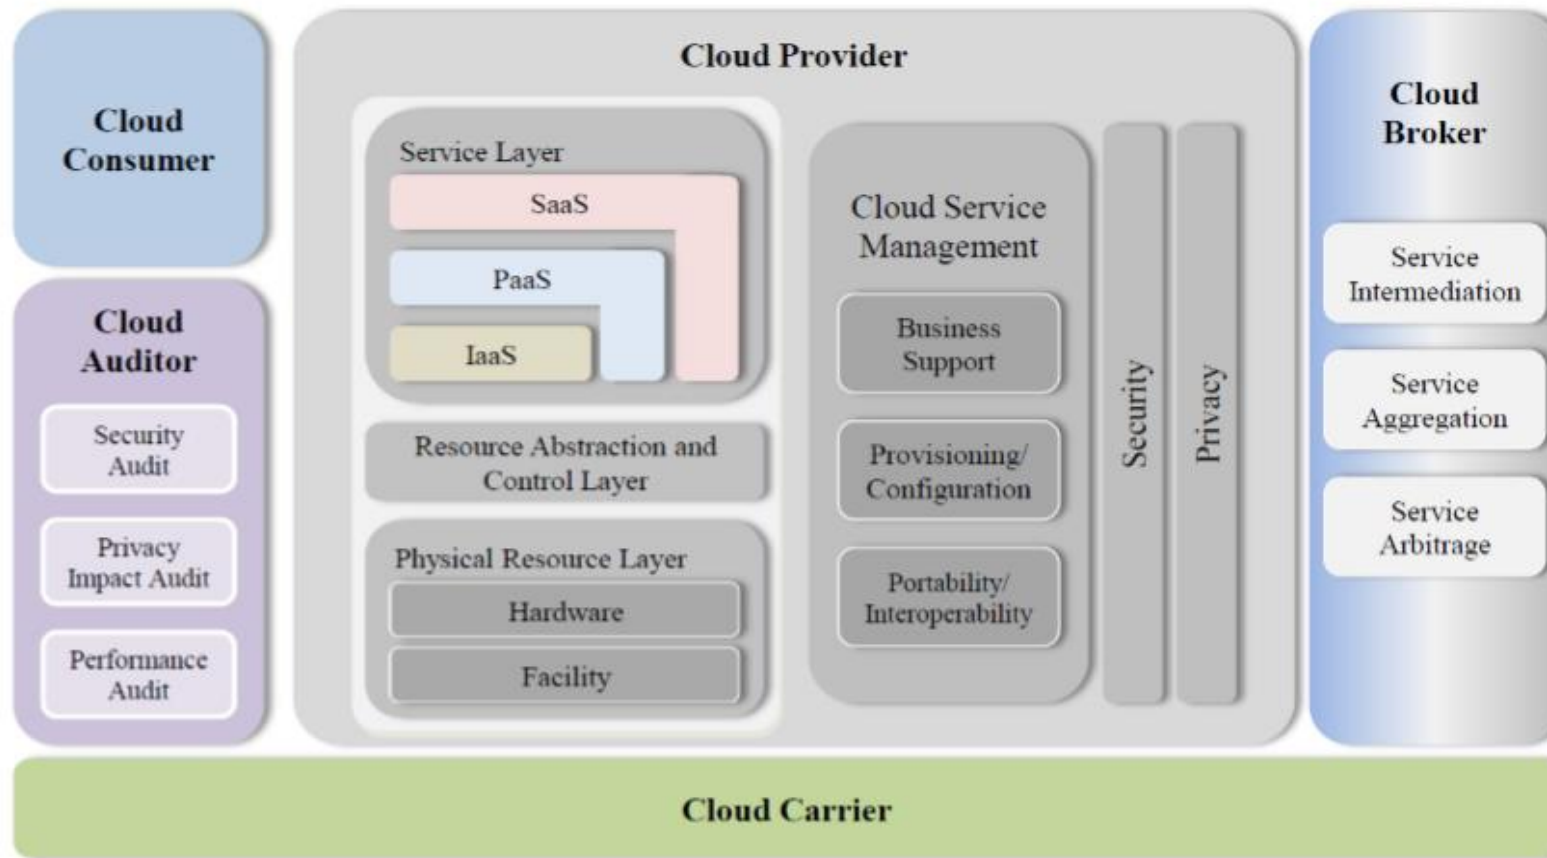 Cloud
Consumer
Cloud
Auditor
Security
Audit
Privacy
Impact Audit
Performance
Audit
Cloud Provider
Service Layer
SaaS
PaaS
IaaS
Resource Abstraction and
Control Layer
Physical Resource Layer
Hardware
Facility
Cloud Service
Management
Business
Support
Provisioning/
Configuration
Portability/
Interoperability
Security
Privacy
Cloud
Broker
Service
Intermediation
Service
Aggregation
Service
Arbitrage
Cloud Carrier